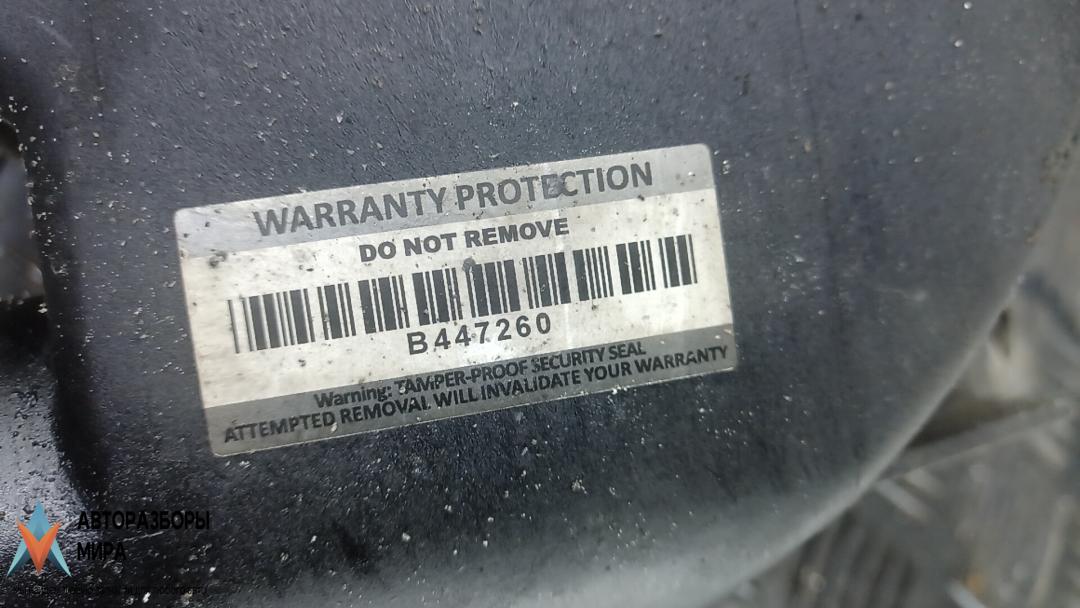 WARRANTY PROTECTION
DO NOT REMOVE
B447260
Warning: TAMPER-PROOF SECURITY SEAL
ATTEMPTED REMOVAL WILL INVALIDATE YOUR WARRANTY
АВТОРАЗБОРЫ
МИРА